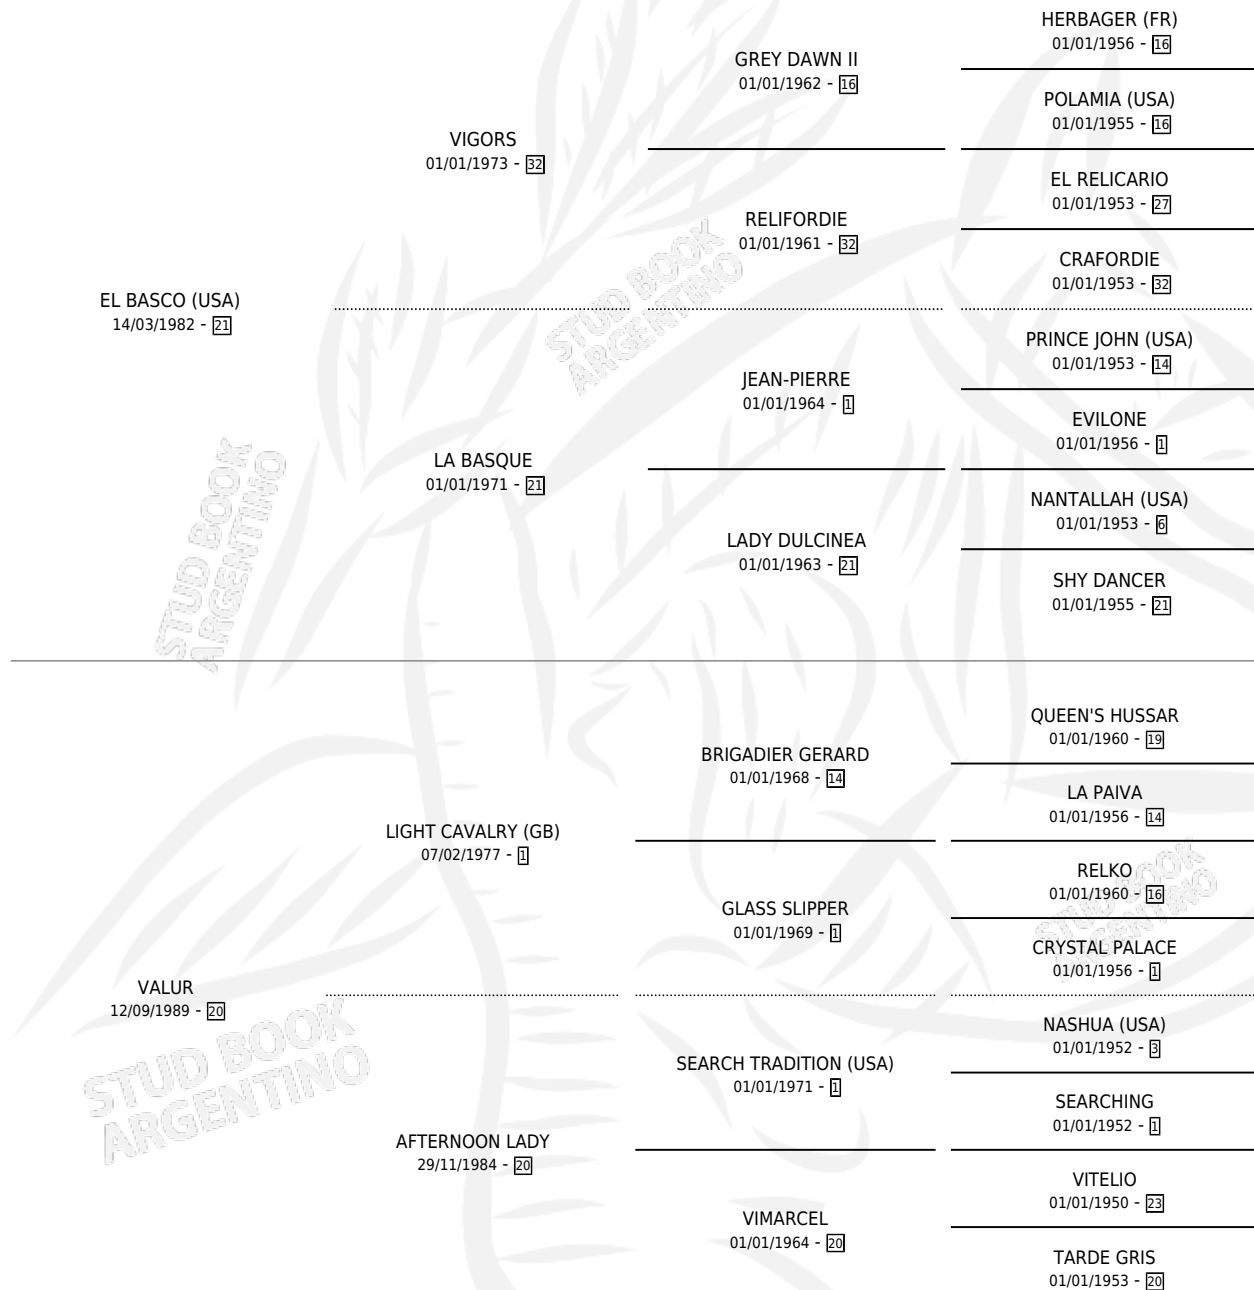 HERBAGER (FR)
01/01/1956 - 16
GREY DAWN II
01/01/1962 - 16
POLAMIA (USA)
01/01/1955 - 16
VIGORS
01/01/1973 - 32
EL RELICARIO
01/01/1953 - 27
RELIFORDIE
01/01/1961 - 32
CRAFORDIE
01/01/1953 - 32
EL BASCO (USA)
14/03/1982 - 21
PRINCE JOHN (USA)
01/01/1953 - 14
JEAN-PIERRE
01/01/1964 - 1
EVILONE
01/01/1956 - 1
LA BASQUE
01/01/1971 - 21
NANTALLAH (USA)
01/01/1953 - 6
LADY DULCINEA
01/01/1963 - 21
SHY DANCER
01/01/1955 - 21
QUEEN'S HUSSAR
01/01/1960 - 19
BRIGADIER GERARD
01/01/1968 - 14
LA PAIVA
01/01/1956 - 14
LIGHT CAVALRY (GB)
07/02/1977 - 1
RELKO
01/01/1960 - 16
GLASS SLIPPER
01/01/1969 - 1
CRYSTAL PALACE
01/01/1956 - 1
VALUR
12/09/1989 - 20
NASHUA (USA)
01/01/1952 - 3
SEARCH TRADITION (USA)
01/01/1971 - 1
SEARCHING
01/01/1952 - 1
AFTERNOON LADY
29/11/1984 - 20
VITELIO
01/01/1950 - 23
VIMARCEL
01/01/1964 - 20
TARDE GRIS
01/01/1953 - 20
STUD BOOK
ARGENTINO
STUD BOOK
ARGENTINO
STUD BOOK
ARGENTINO
STUD BOOK
ARGENTINO